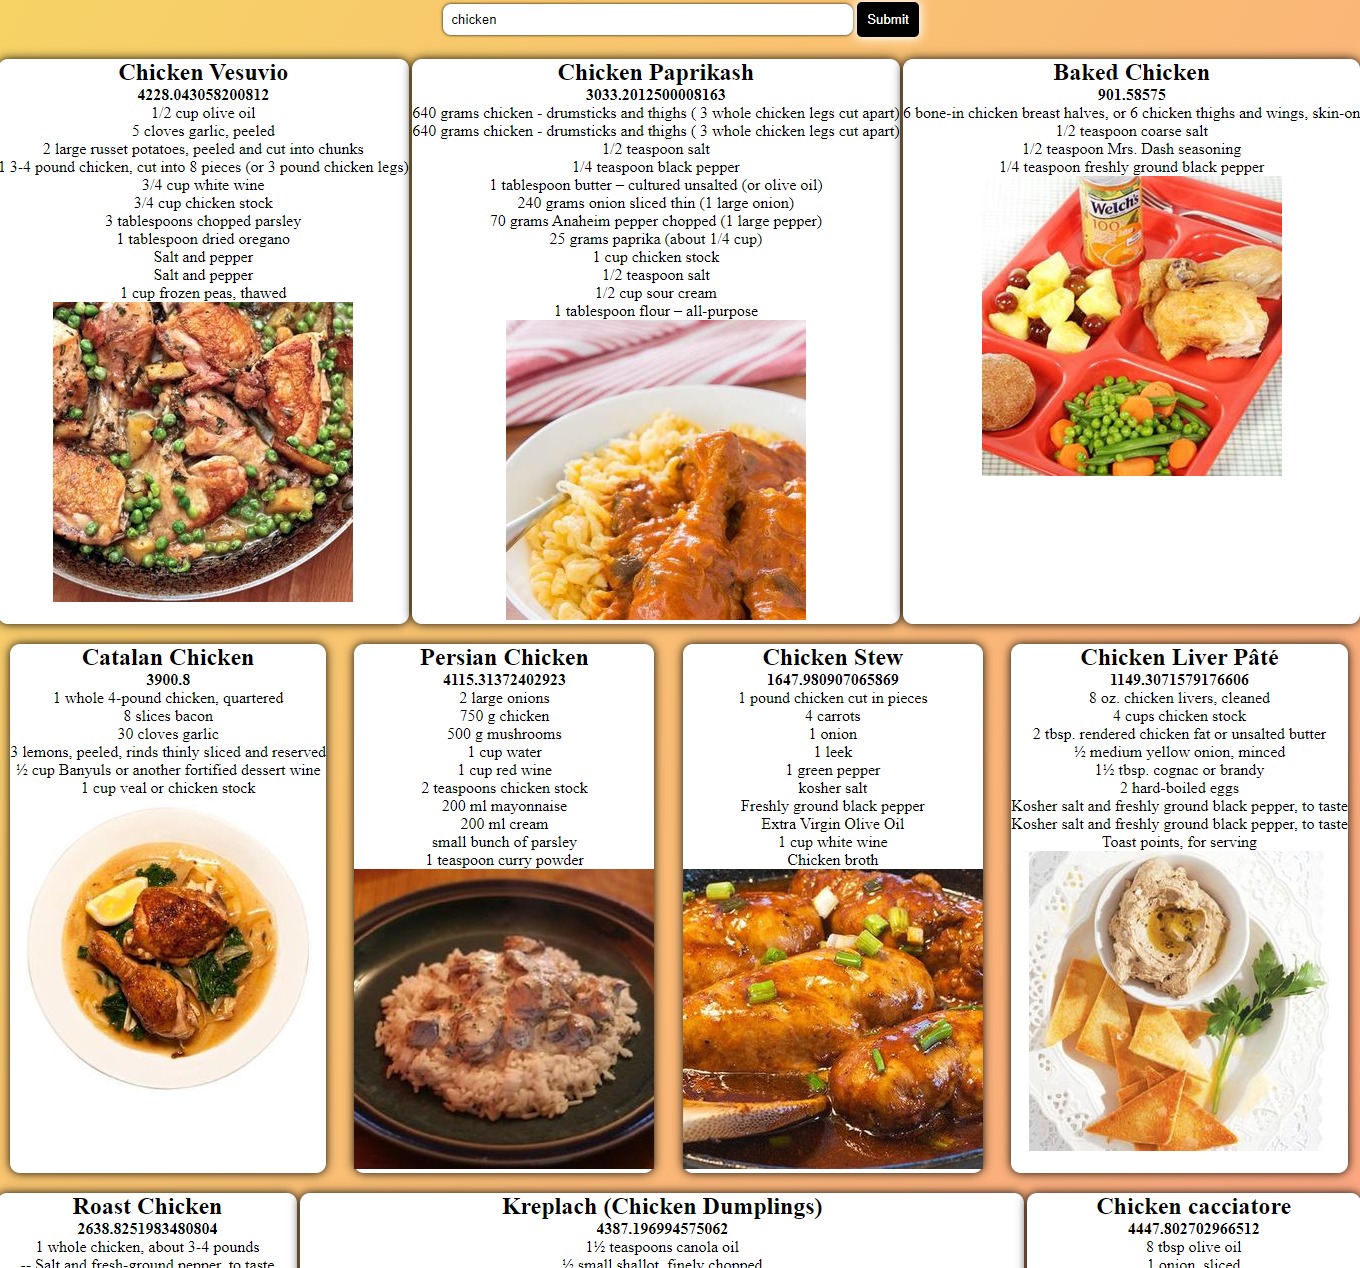 chicken
Submit
Chicken Vesuvio
4228.043058200812
1/2 cup olive oil
5 cloves garlic, peeled
2 large russet potatoes, peeled and cut into chunks
1 3-4 pound chicken, cut into 8 pieces (or 3 pound chicken legs)
3/4 cup white wine
3/4 cup chicken stock
3 tablespoons chopped parsley
1 tablespoon dried oregano
Salt and pepper
Salt and pepper
1 cup frozen peas, thawed
Chicken Paprikash
3033.2012500008163
640 grams chicken - drumsticks and thighs ( 3 whole chicken legs cut apart)
640 grams chicken - drumsticks and thighs ( 3 whole chicken legs cut apart)
1/2 teaspoon salt
1/4 teaspoon black pepper
1 tablespoon butter – cultured unsalted (or olive oil)
240 grams onion sliced thin (1 large onion)
70 grams Anaheim pepper chopped (1 large pepper)
25 grams paprika (about 1/4 cup)
1 cup chicken stock
1/2 teaspoon salt
1/2 cup sour cream
1 tablespoon flour – all-purpose
Baked Chicken
901.58575
6 bone-in chicken breast halves, or 6 chicken thighs and wings, skin-on
1/2 teaspoon coarse salt
1/2 teaspoon Mrs. Dash seasoning
1/4 teaspoon freshly ground black pepper
Welch's
100
Catalan Chicken
3900.8
1 whole 4-pound chicken, quartered
8 slices bacon
30 cloves garlic
3 lemons, peeled, rinds thinly sliced and reserved
½ cup Banyuls or another fortified dessert wine
1 cup veal or chicken stock
Persian Chicken
4115.31372402923
2 large onions
750 g chicken
500 g mushrooms
1 cup water
1 cup red wine
2 teaspoons chicken stock
200 ml mayonnaise
200 ml cream
small bunch of parsley
1 teaspoon curry powder
Chicken Stew
1647.980907065869
1 pound chicken cut in pieces
4 carrots
1 onion
1 leek
1 green pepper
kosher salt
Freshly ground black pepper
Extra Virgin Olive Oil
1 cup white wine
Chicken broth
Chicken Liver Pâté
1149.3071579176606
8 oz. chicken livers, cleaned
4 cups chicken stock
2 tbsp. rendered chicken fat or unsalted butter
½ medium yellow onion, minced
1½ tbsp. cognac or brandy
2 hard-boiled eggs
Kosher salt and freshly ground black pepper, to taste
Kosher salt and freshly ground black pepper, to taste
Toast points, for serving
Roast Chicken
2638.8251983480804
1 whole chicken, about 3-4 pounds
-- Salt and fresh-ground pepper, to taste
Kreplach (Chicken Dumplings)
4387.196994575062
1½ teaspoons canola oil
½ small shallot, finely chopped
Chicken cacciatore
4447.802702966512
8 tbsp olive oil
1 onion, sliced